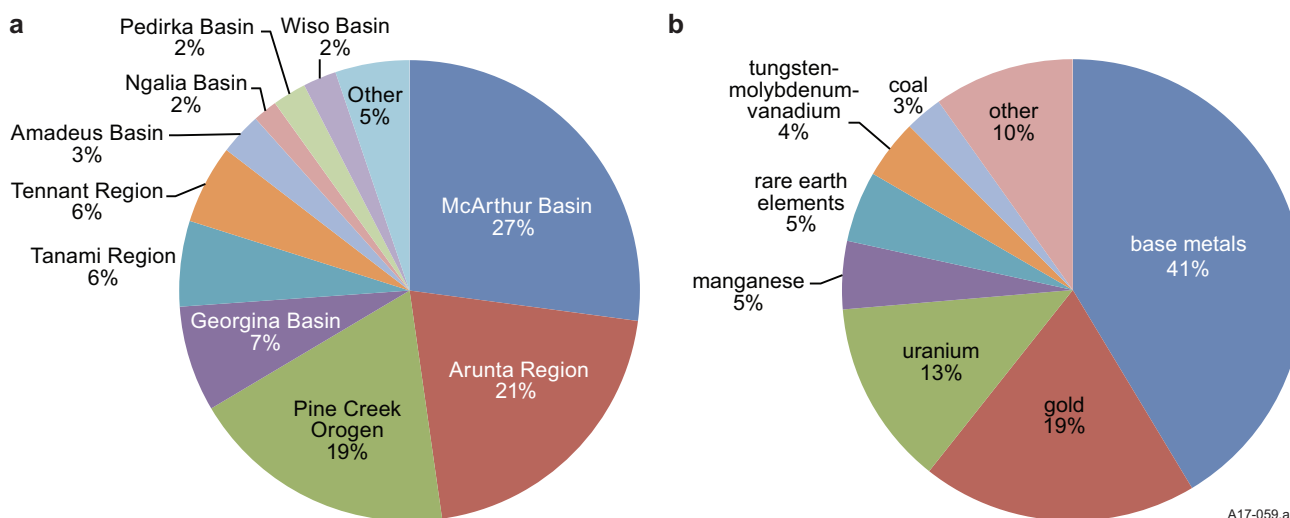 a
Pedirka Basin
2%
Wiso Basin
2%
Ngalia Basin
2%
Other
5%
Amadeus Basin
3%
Tennant Region
6%
Tanami Region
6%
Georgina Basin
7%
Pine Creek
Orogen
19%
McArthur Basin
27%
Arunta Region
21%
b
tungsten-
molybdenum-
vanadium
4%
coal
3%
other
10%
rare earth
elements
5%
manganese
5%
uranium
13%
gold
19%
base metals
41%
A17-059.a